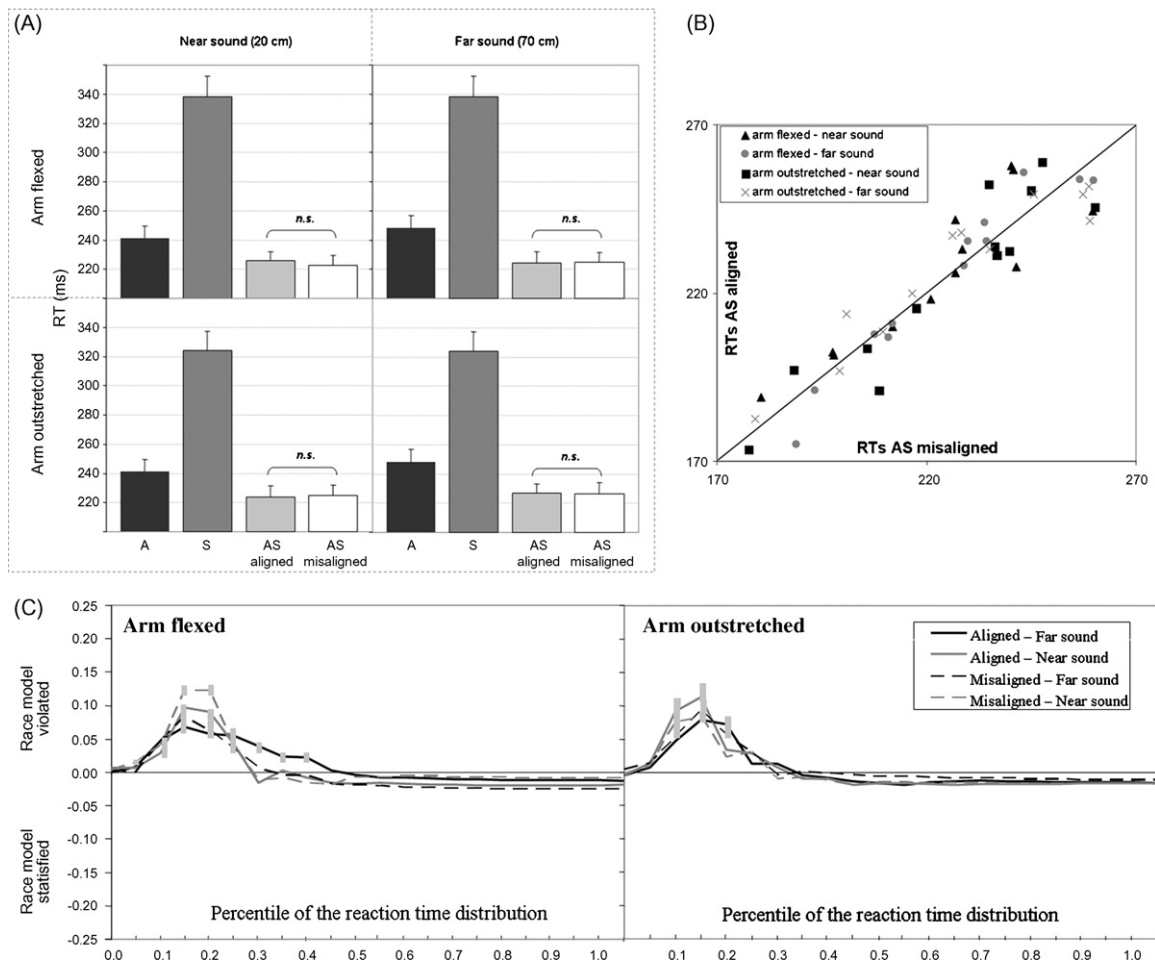 (A)
Near sound (20 cm)
Far sound (70 cm)
Arm flexed
340
320
300
280
260
240
220
n.s.
n.s.
RT (ms)
Arm outstretched
340
320
300
280
260
240
220
n.s.
n.s.
A
S
AS aligned
AS misaligned
A
S
AS aligned
AS misaligned
(B)
270
arm flexed - near sound
arm flexed - far sound
arm outstretched - near sound
arm outstretched - far sound
220
RTs AS aligned
RTs AS misaligned
170
170
220
270
(C)
0.25
0.20
0.15
0.10
0.05
0.00
-0.05
-0.10
-0.15
-0.20
-0.25
Race model
violated
Race model
statisfied
Arm flexed
Arm outstretched
Aligned – Far sound
Aligned – Near sound
Misaligned – Far sound
Misaligned – Near sound
Percentile of the reaction time distribution
Percentile of the reaction time distribution
0.0 0.1 0.2 0.3 0.4 0.5 0.6 0.7 0.8 0.9 1.0
0.1 0.2 0.3 0.4 0.5 0.6 0.7 0.8 0.9 1.0